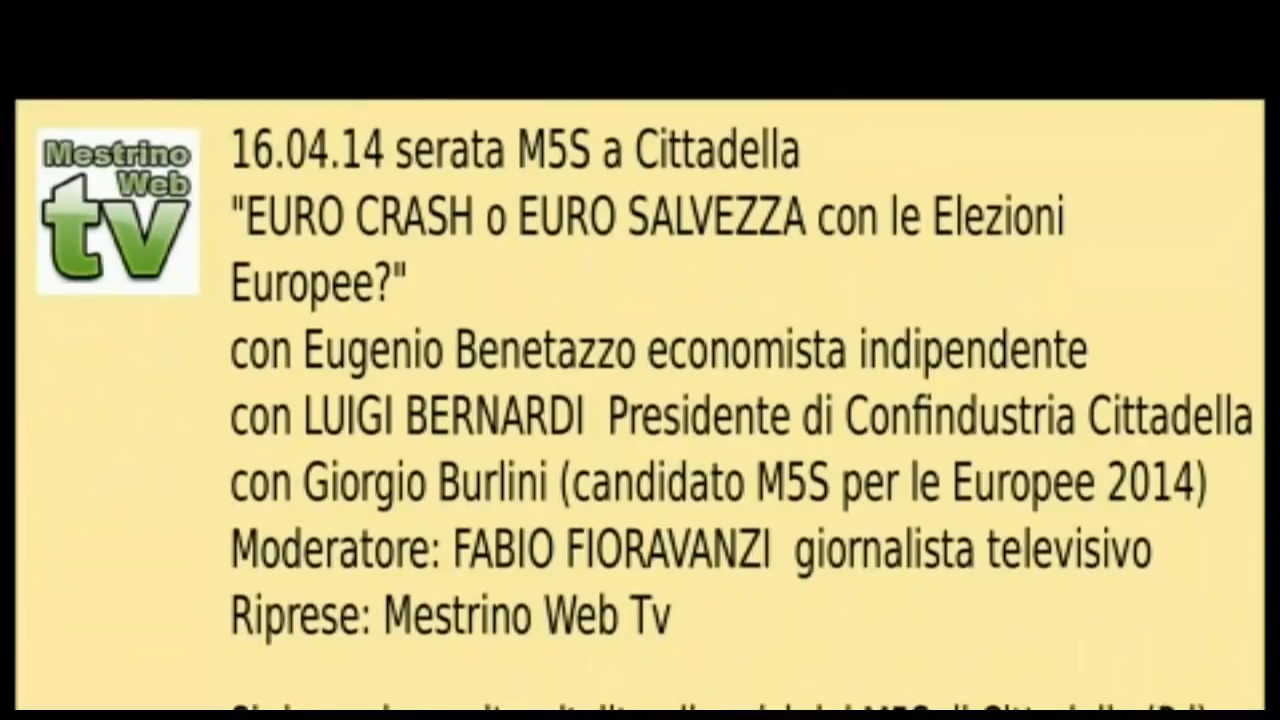 Mestrino
Web
tv
16.04.14 serata M5S a Cittadella
"EURO CRASH o EURO SALVEZZA con le Elezioni
Europee?"
con Eugenio Benetazzo economista indipendente
con LUIGI BERNARDI Presidente di Confindustria Cittadella
con Giorgio Burlini (candidato M5S per le Europee 2014)
Moderatore: FABIO FIORAVANZI giornalista televisivo
Riprese: Mestrino Web Tv